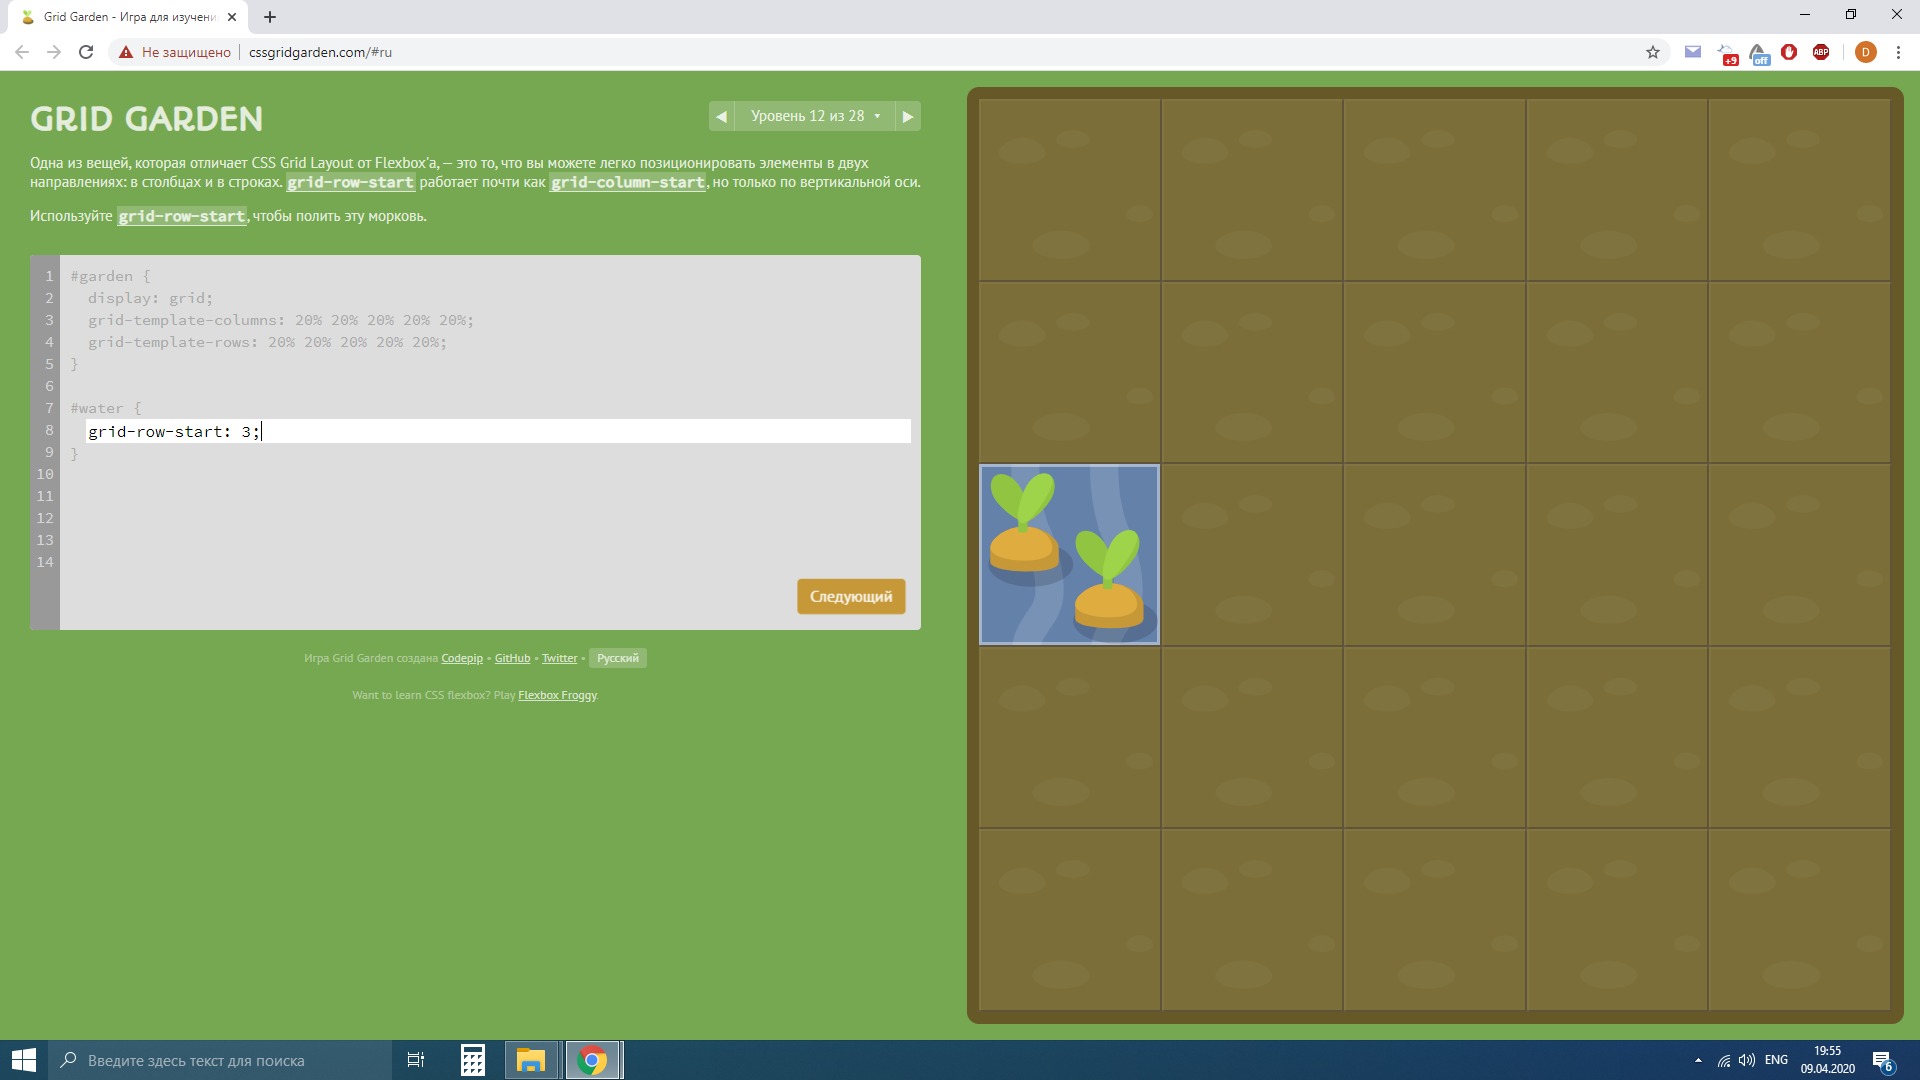 Grid Garden - Игра для изучени
Не защищено
cssgridgarden.com/#ru
+9
off
ABP
D
GRID GARDEN
Уровень 12 из 28
Одна из вещей, которая отличает CSS Grid Layout от Flexbox'а, — это то, что вы можете легко позиционировать элементы в двух
направлениях: в столбцах и в строках. grid-row-start работает почти как grid-column-start, но только по вертикальной оси.
Используйте grid-row-start, чтобы полить эту морковь.
1 #garden {
2 display: grid;
3 grid-template-columns: 20% 20% 20% 20% 20%;
4 grid-template-rows: 20% 20% 20% 20% 20%;
5 }
6
7 #water {
8 grid-row-start: 3;
9 }
10
11
12
13
14
Следующий
Игра Grid Garden создана Codepip • GitHub • Twitter • Русский
Want to learn CSS flexbox? Play Flexbox Froggy.
Введите здесь текст для поиска
ENG
19:55
09.04.2020
6